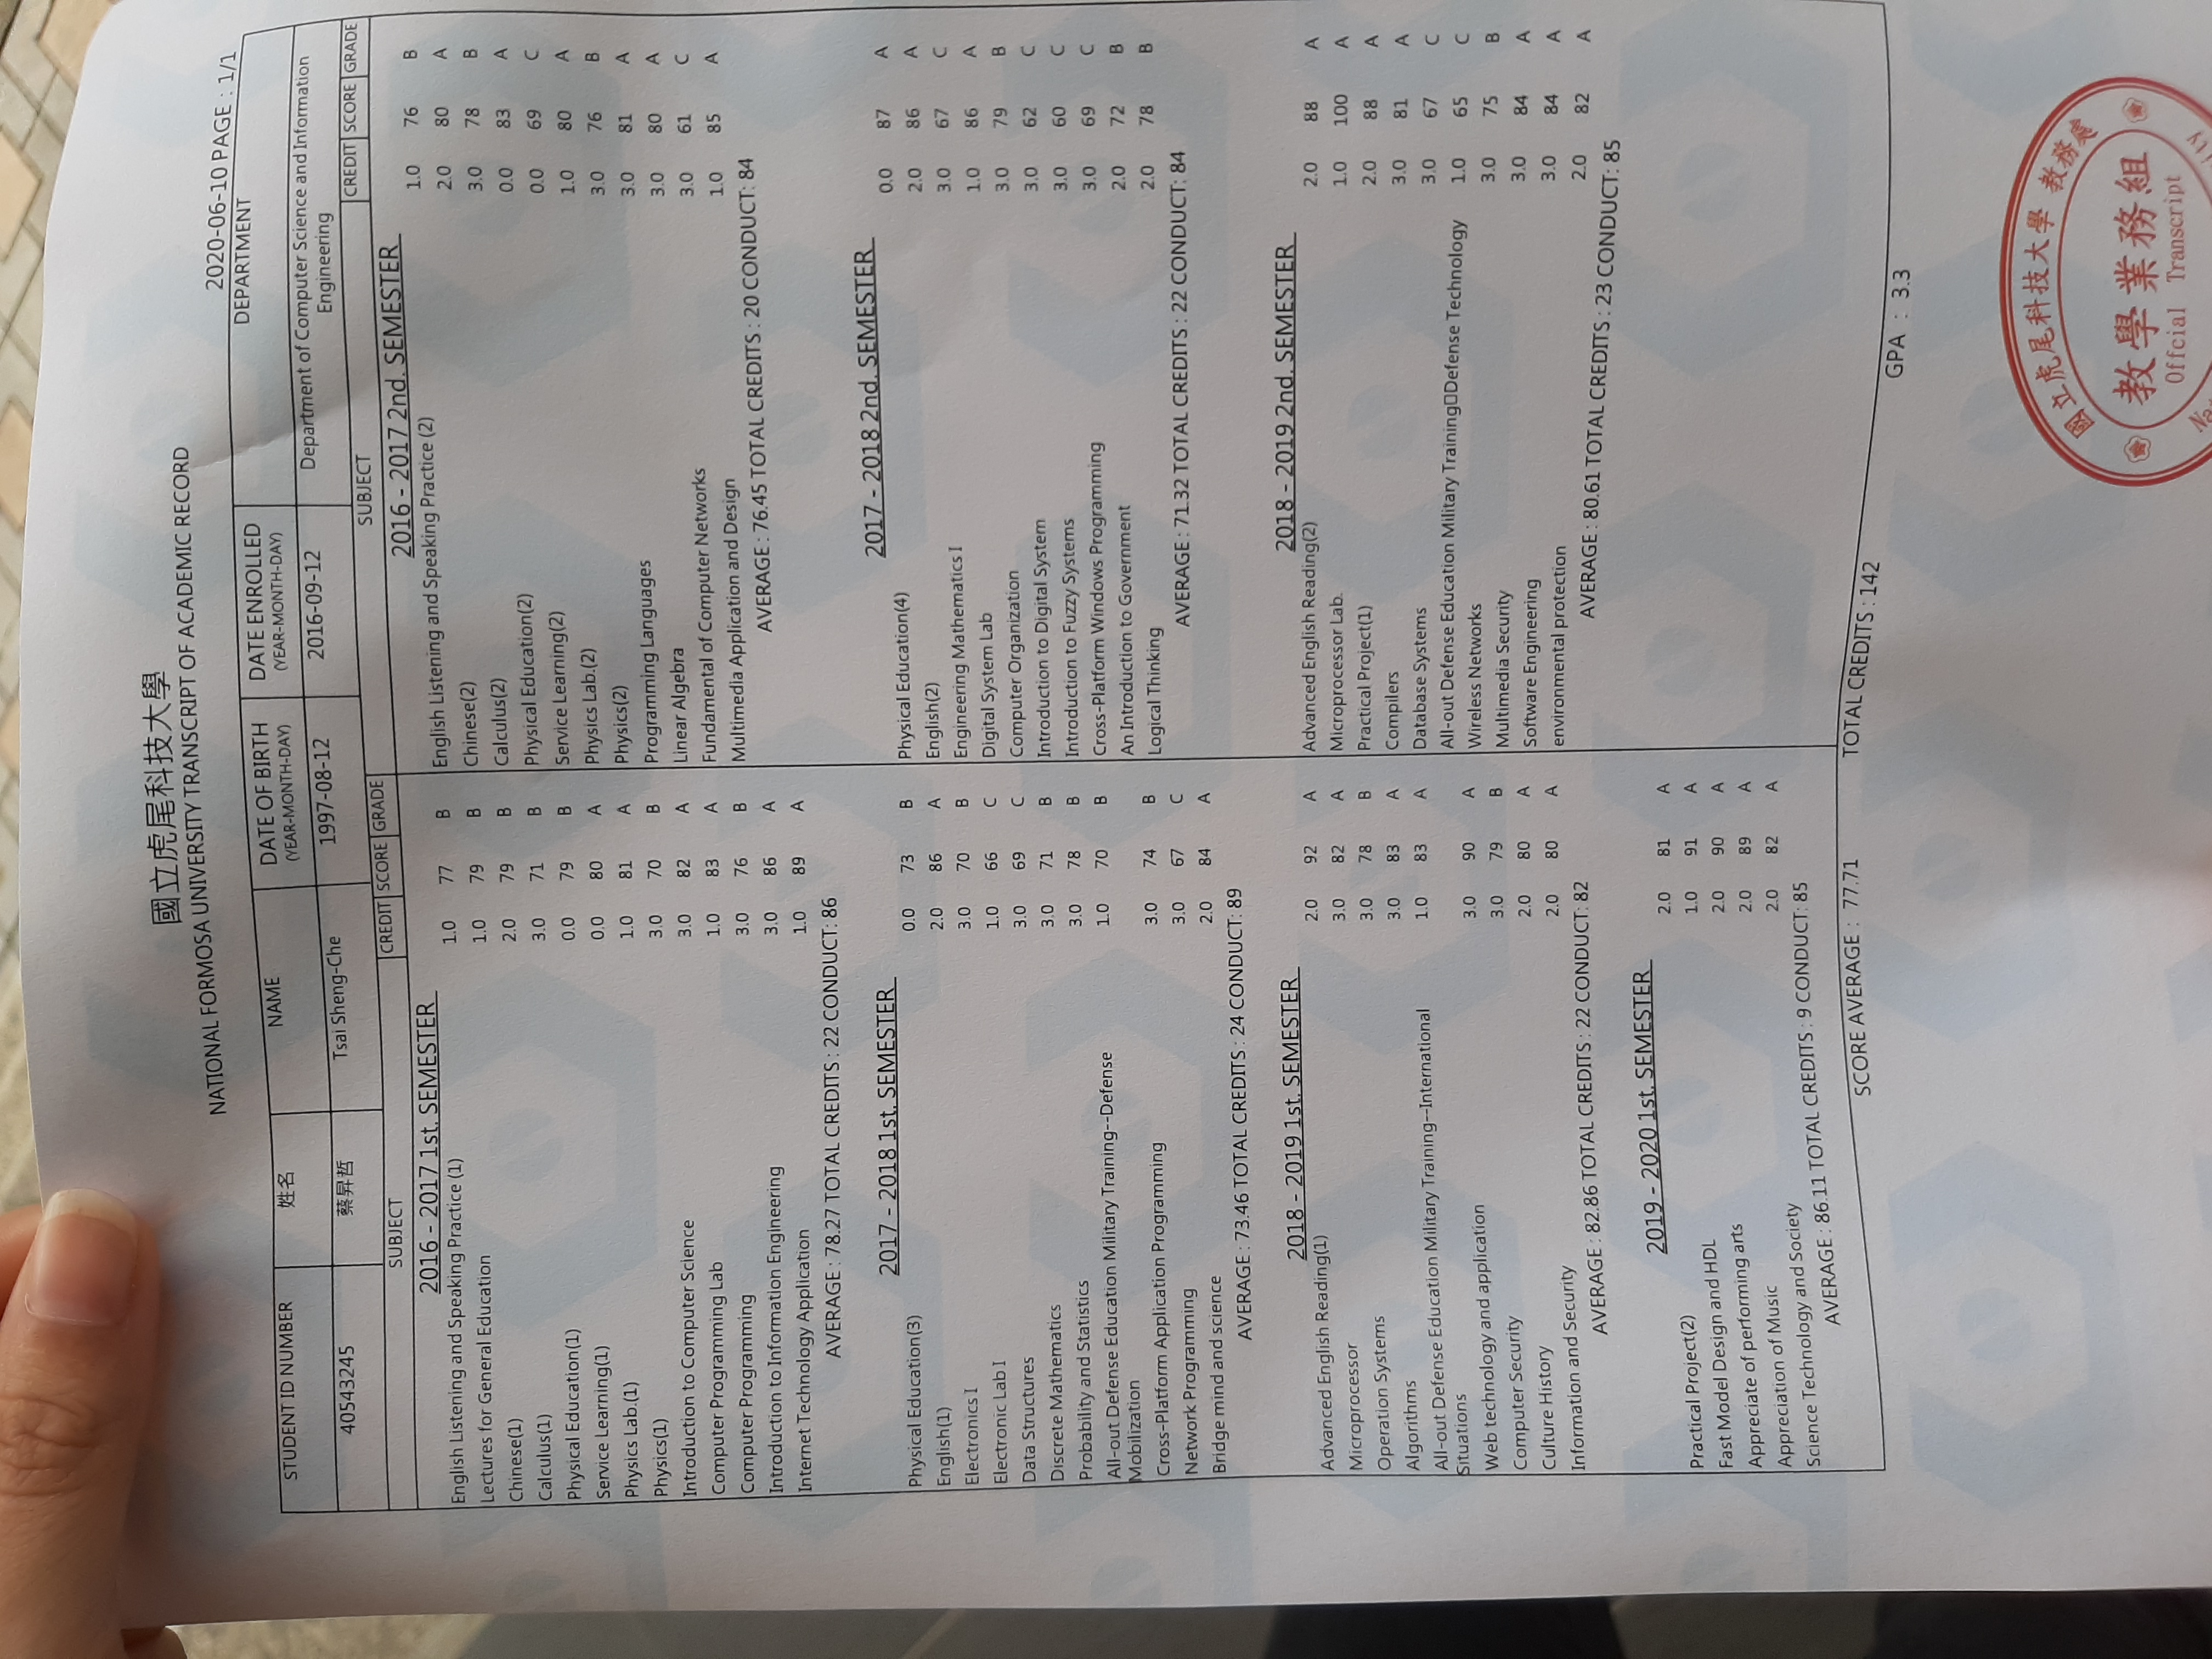 國立虎尾科技大學
NATIONAL FORMOSA UNIVERSITY TRANSCRIPT OF ACADEMIC RECORD
2020-06-10 PAGE : 1/1
STUDENT ID NUMBER 姓名 NAME DATE OF BIRTH (YEAR-MONTH-DAY) DATE ENROLLED (YEAR-MONTH-DAY) DEPARTMENT
40543245 蔡昇哲 Tsai Sheng-Che 1997-08-12 2016-09-12 Department of Computer Science and Information Engineering
SUBJECT CREDIT SCORE GRADE
2016 - 2017 1st. SEMESTER
English Listening and Speaking Practice (1) 1.0 77 B
Lectures for General Education 1.0 79 B
Chinese(1) 2.0 79 B
Calculus(1) 3.0 71 B
Physical Education(1) 0.0 79 B
Service Learning(1) 0.0 80 A
Physics Lab.(1) 1.0 81 A
Physics(1) 3.0 70 B
Introduction to Computer Science 3.0 82 A
Computer Programming Lab 1.0 83 A
Computer Programming 3.0 76 B
Introduction to Information Engineering 3.0 86 A
Internet Technology Application 1.0 89 A
AVERAGE : 78.27 TOTAL CREDITS : 22 CONDUCT: 86
2017 - 2018 1st. SEMESTER
Physical Education(3) 0.0 73 B
English(1) 2.0 86 A
Electronics I 3.0 70 B
Electronic Lab I 1.0 66 C
Data Structures 3.0 69 C
Discrete Mathematics 3.0 71 B
Probability and Statistics 3.0 78 B
All-out Defense Education Military Training--Defense 1.0 70 B
Mobilization
Cross-Platform Application Programming 3.0 74 B
Network Programming 3.0 67 C
Bridge mind and science 2.0 84 A
AVERAGE : 73.46 TOTAL CREDITS : 24 CONDUCT: 89
2018 - 2019 1st. SEMESTER
Advanced English Reading(1) 2.0 92 A
Microprocessor 3.0 82 A
Operation Systems 3.0 78 B
Algorithms 3.0 83 A
All-out Defense Education Military Training--International 1.0 83 A
Situations
Web technology and application 3.0 90 A
Computer Security 3.0 79 B
Culture History 2.0 80 A
Information and Security 2.0 80 A
AVERAGE : 82.86 TOTAL CREDITS : 22 CONDUCT: 82
2019 - 2020 1st. SEMESTER
Practical Project(2) 2.0 81 A
Fast Model Design and HDL 1.0 91 A
Appreciate of performing arts 2.0 90 A
Appreciation of Music 2.0 89 A
Science Technology and Society 2.0 82 A
AVERAGE : 86.11 TOTAL CREDITS : 9 CONDUCT: 85
SUBJECT CREDIT SCORE GRADE
2016 - 2017 2nd. SEMESTER
English Listening and Speaking Practice (2) 1.0 76 B
Chinese(2) 2.0 80 A
Calculus(2) 3.0 78 B
Physical Education(2) 0.0 83 A
Service Learning(2) 0.0 69 C
Physics Lab.(2) 1.0 80 A
Physics(2) 3.0 76 B
Programming Languages 3.0 81 A
Linear Algebra 3.0 80 A
Fundamental of Computer Networks 3.0 61 C
Multimedia Application and Design 1.0 85 A
AVERAGE : 76.45 TOTAL CREDITS : 20 CONDUCT: 84
2017 - 2018 2nd. SEMESTER
Physical Education(4) 0.0 87 A
English(2) 2.0 86 A
Engineering Mathematics I 3.0 67 C
Digital System Lab 1.0 86 A
Computer Organization 3.0 79 B
Introduction to Digital System 3.0 62 C
Introduction to Fuzzy Systems 3.0 60 C
Cross-Platform Windows Programming 3.0 69 C
An Introduction to Government 2.0 72 B
Logical Thinking 2.0 78 B
AVERAGE : 71.32 TOTAL CREDITS : 22 CONDUCT: 84
2018 - 2019 2nd. SEMESTER
Advanced English Reading(2) 2.0 88 A
Microprocessor Lab. 1.0 100 A
Practical Project(1) 2.0 88 A
Compilers 3.0 81 A
Database Systems 3.0 67 C
All-out Defense Education Military Training□Defense Technology 1.0 65 C
Wireless Networks 3.0 75 B
Multimedia Security 3.0 84 A
Software Engineering 3.0 84 A
environmental protection 2.0 82 A
AVERAGE : 80.61 TOTAL CREDITS : 23 CONDUCT: 85
SCORE AVERAGE : 77.71 TOTAL CREDITS : 142 GPA : 3.3
國立虎尾科技大學 教務處
教學業務組
Offcial Transcript